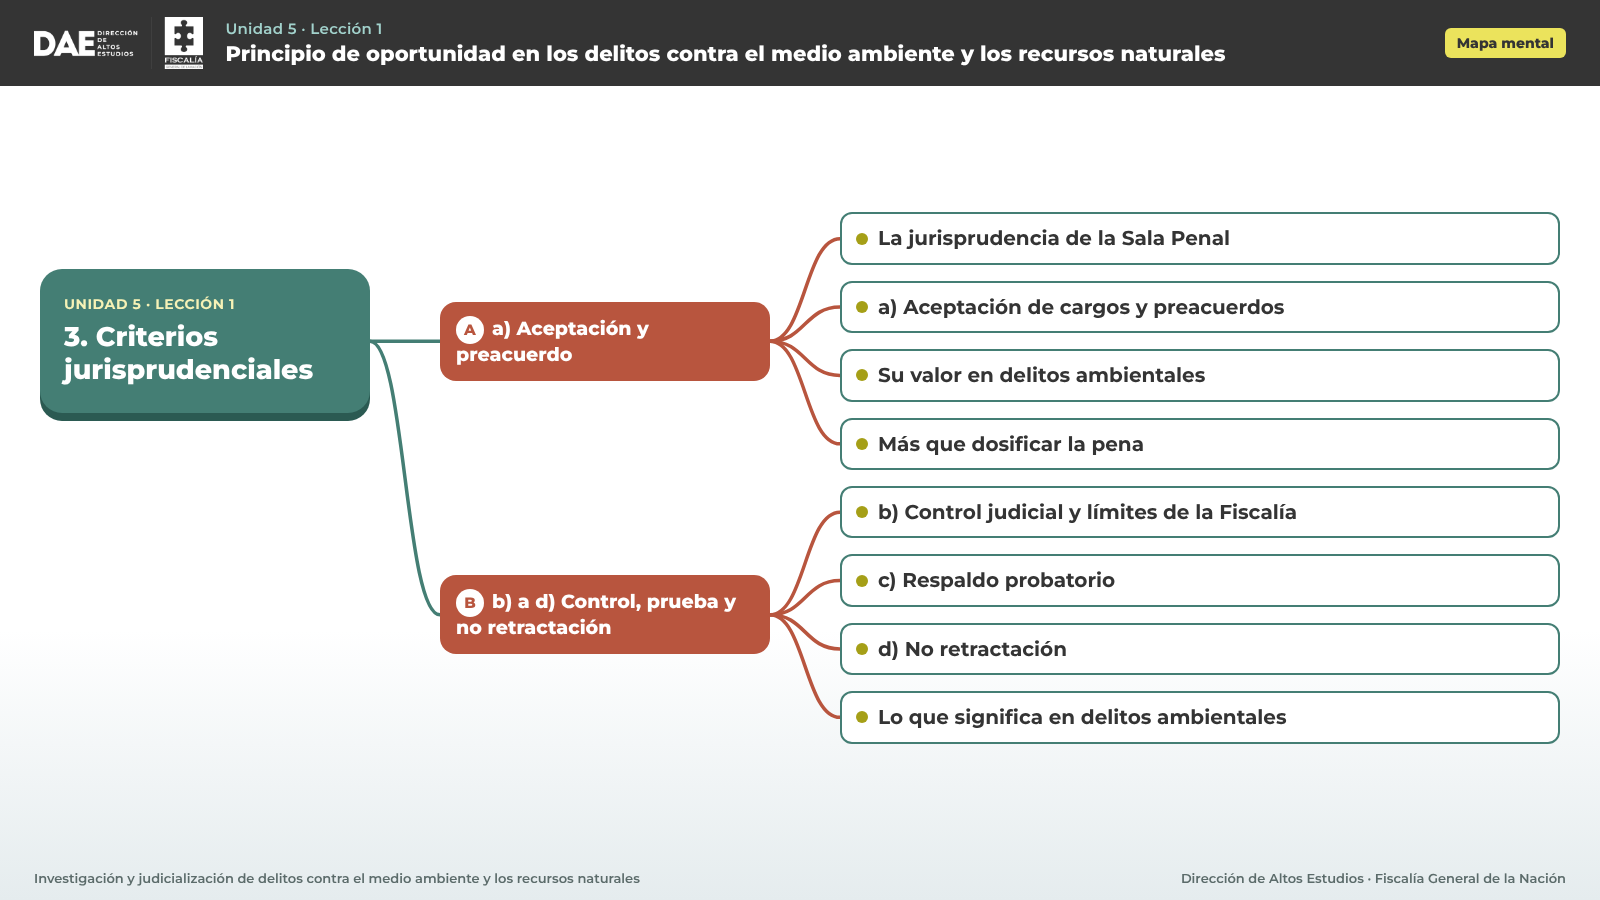 DAE DIRECCIÓN
DE
ALTOS
ESTUDIOS
FISCALÍA
Unidad 5 · Lección 1
Principio de oportunidad en los delitos contra el medio ambiente y los recursos naturales
Mapa mental
UNIDAD 5 · LECCIÓN 1
3. Criterios
jurisprudenciales
A a) Aceptación y
preacuerdo
La jurisprudencia de la Sala Penal
a) Aceptación de cargos y preacuerdos
Su valor en delitos ambientales
Más que dosificar la pena
B b) a d) Control, prueba y
no retractación
b) Control judicial y límites de la Fiscalía
c) Respaldo probatorio
d) No retractación
Lo que significa en delitos ambientales
Investigación y judicialización de delitos contra el medio ambiente y los recursos naturales
Dirección de Altos Estudios · Fiscalía General de la Nación